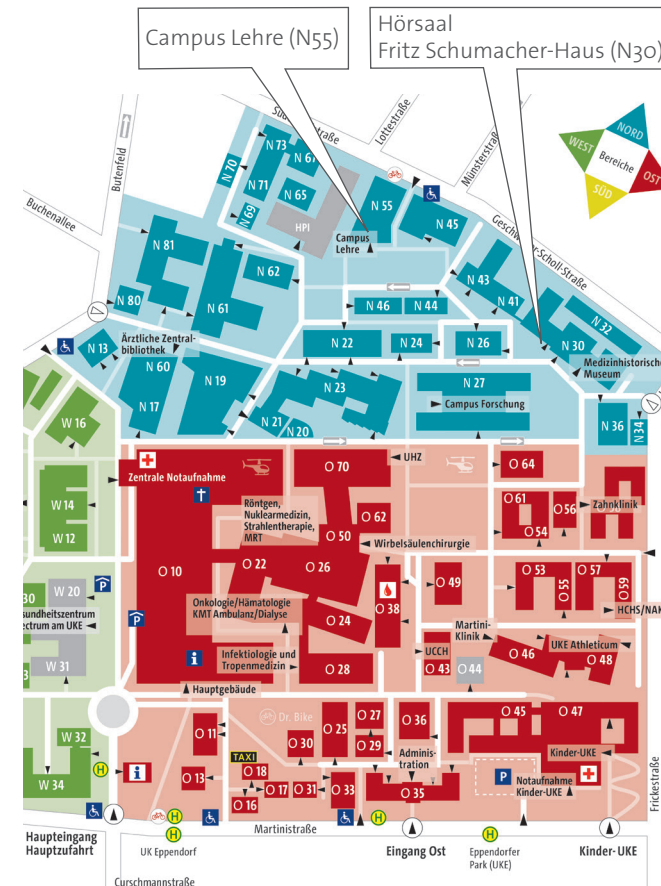 Campus Lehre (N55)
Hörsaal
Fritz Schumacher-Haus (N30)
NORD
WEST
Bereiche
OST
SÜD
Lottestraße
Münsterstraße
Butenfeld
Buchenallee
Geschwister-Scholl-Straße
N 73
N 67
N 70
N 71
N 65
N 69
HPI
N 55
N 45
Campus
Lehre
N 81
N 62
N 61
N 80
N 43
N 41
N 32
N 30
N 46
N 44
N 13
Ärztliche Zentral-
bibliothek
N 22
N 24
N 26
Medizinhistorisches
Museum
N 60
N 19
N 23
N 27
N 17
N 21
N 20
Campus Forschung
N 36
N 34
W 16
Zentrale Notaufnahme
O 70
UHZ
O 64
W 14
W 12
Röntgen,
Nuklearmedizin,
Strahlentherapie,
MRT
O 62
O 50
O 61
O 56
O 54
Zahnklinik
Wirbelsäulenchirurgie
O 10
O 22
O 26
O 49
O 53
O 55
O 57
O 59
W 20
Onkologie/Hämatologie
KMT Ambulanz/Dialyse
O 38
O 24
HCHS/NAK
W 31
Martini-
Klinik
UKE Athleticum
UCCH
O 43
O 44
O 46
O 48
Infektiologie und
Tropenmedizin
O 28
Hauptgebäude
O 11
Dr. Bike
O 25
O 27
O 36
O 45
O 47
W 32
O 30
O 29
Adminis-
tration
Kinder-UKE
TAXI
O 18
O 13
O 17
O 31
O 33
O 35
P
Notaufnahme
Kinder-UKE
W 34
O 16
Frickestraße
H
H
H
H
H
Martinistraße
Haupteingang
Hauptzufahrt
UK Eppendorf
Eingang Ost
Eppendorfer
Park (UKE)
Kinder-UKE
Curschmannstraße